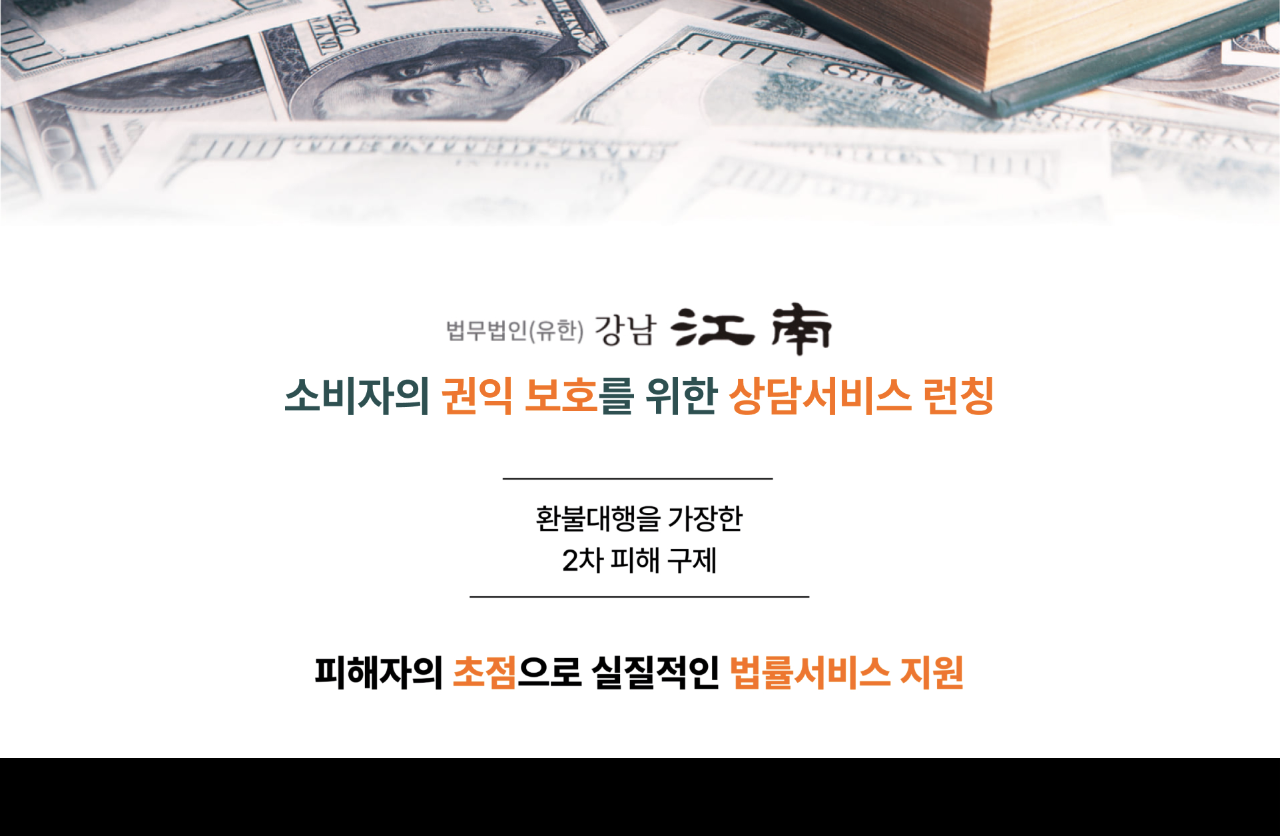 법무법인(유한) 강남 江南
소비자의 권익 보호를 위한 상담서비스 런칭
환불대행을 가장한
2차 피해 구제
피해자의 초점으로 실질적인 법률서비스 지원